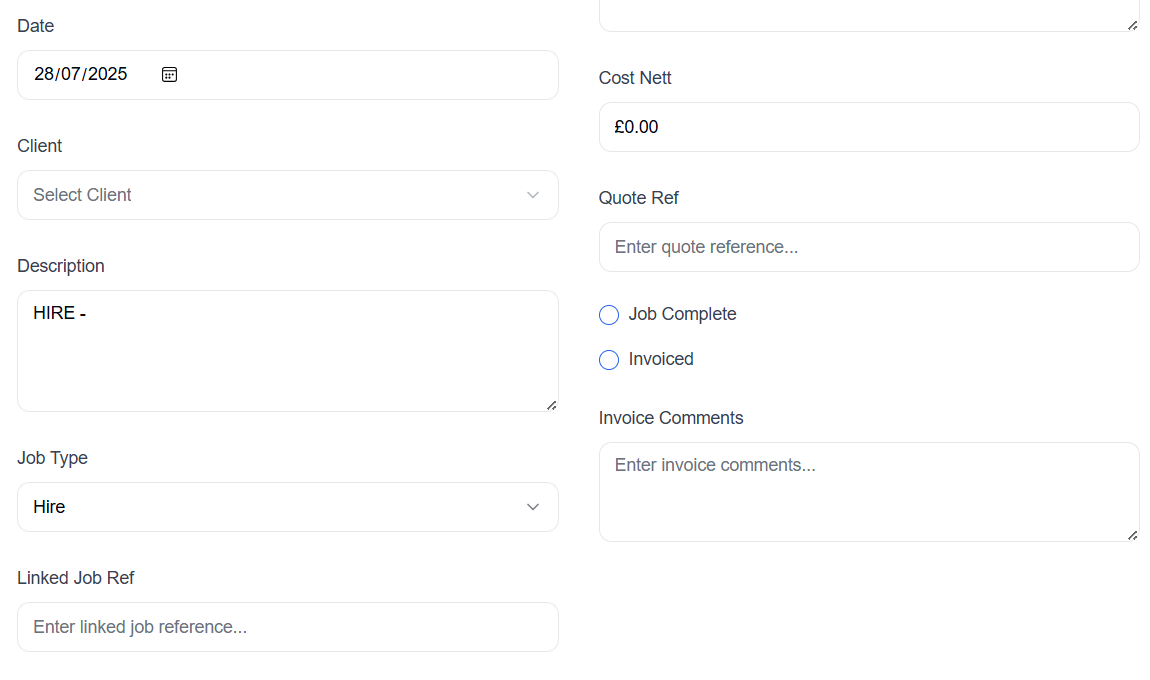 Date
28/07/2025
Client
Select Client
Description
HIRE -
Job Type
Hire
Linked Job Ref
Enter linked job reference...
Cost Nett
£0.00
Quote Ref
Enter quote reference...
Job Complete
Invoiced
Invoice Comments
Enter invoice comments...